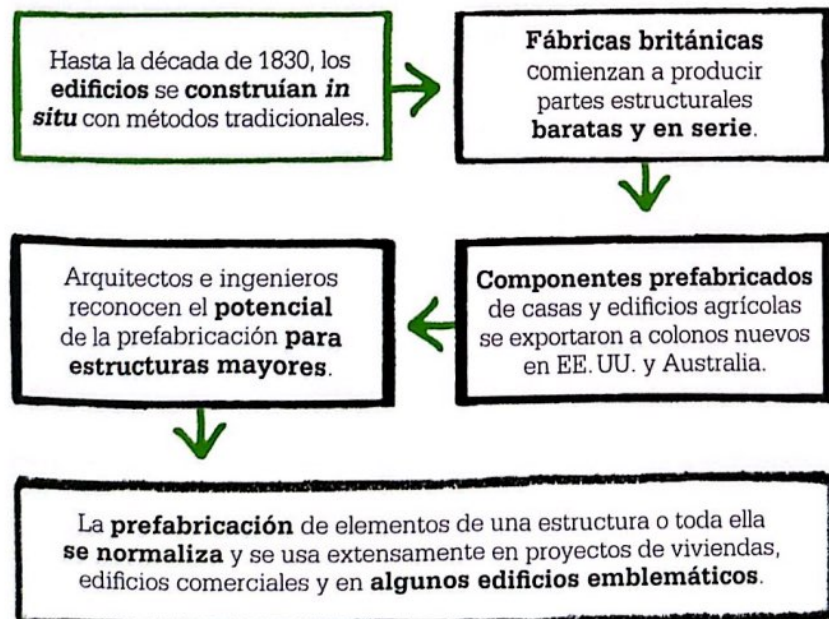 Hasta la década de 1830, los
edificios se construían in
situ con métodos tradicionales.
Fábricas británicas
comienzan a producir
partes estructurales
baratas y en serie.
Componentes prefabricados
de casas y edificios agrícolas
se exportaron a colonos nuevos
en EE. UU. y Australia.
Arquitectos e ingenieros
reconocen el potencial
de la prefabricación para
estructuras mayores.
La prefabricación de elementos de una estructura o toda ella
se normaliza y se usa extensamente en proyectos de viviendas,
edificios comerciales y en algunos edificios emblemáticos.